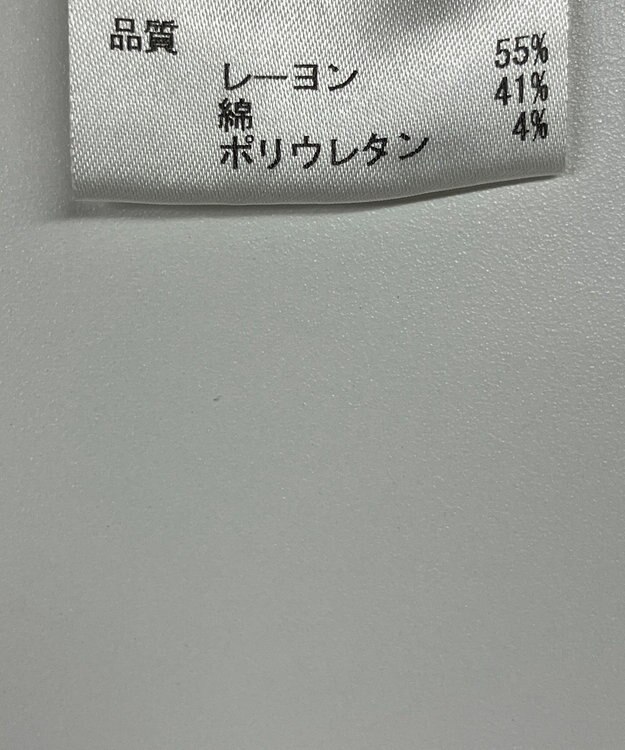 品質
レーヨン 55%
綿 41%
ポリウレタン 4%